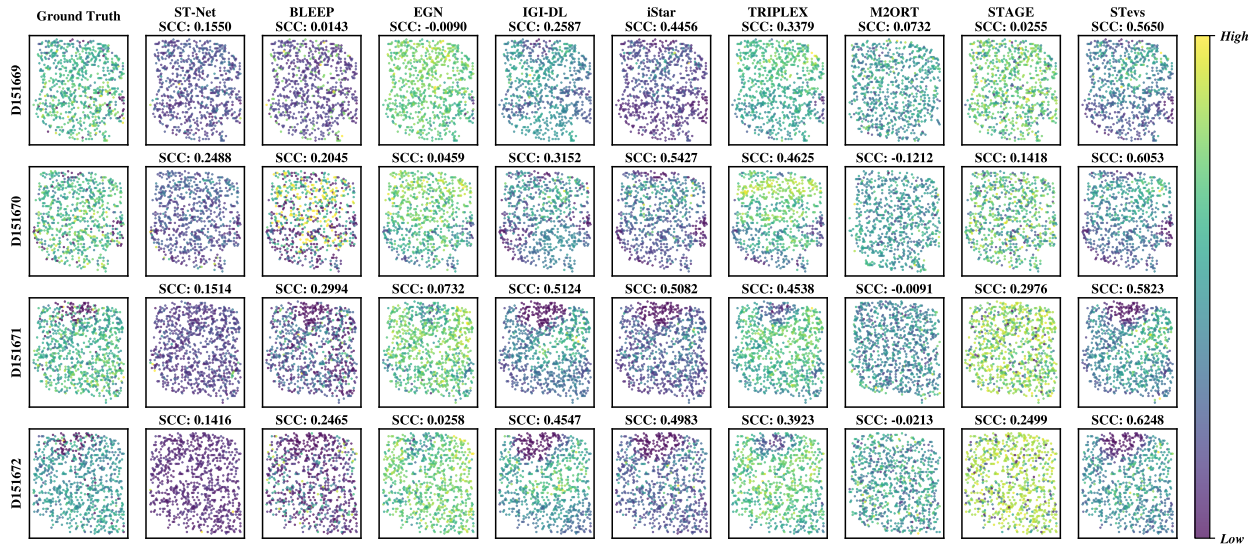 Ground Truth ST-Net BLEEP EGN IGI-DL iStar TRIPLEX M2ORT STAGE STevs
SCC: 0.1550 SCC: 0.0143 SCC: -0.0090 SCC: 0.2587 SCC: 0.4456 SCC: 0.3379 SCC: 0.0732 SCC: 0.0255 SCC: 0.5650
High
D151669
SCC: 0.2488 SCC: 0.2045 SCC: 0.0459 SCC: 0.3152 SCC: 0.5427 SCC: 0.4625 SCC: -0.1212 SCC: 0.1418 SCC: 0.6053
D151670
SCC: 0.1514 SCC: 0.2994 SCC: 0.0732 SCC: 0.5124 SCC: 0.5082 SCC: 0.4538 SCC: -0.0091 SCC: 0.2976 SCC: 0.5823
D151671
SCC: 0.1416 SCC: 0.2465 SCC: 0.0258 SCC: 0.4547 SCC: 0.4983 SCC: 0.3923 SCC: -0.0213 SCC: 0.2499 SCC: 0.6248
D151672
Low